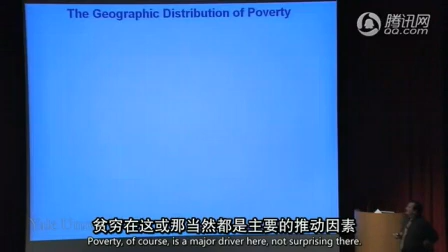 The Geographic Distribution of Poverty
腾讯网
QQ.com
贫穷在这或那当然都是主要的推动因素
Poverty, of course, is a major driver here, not surprising there.